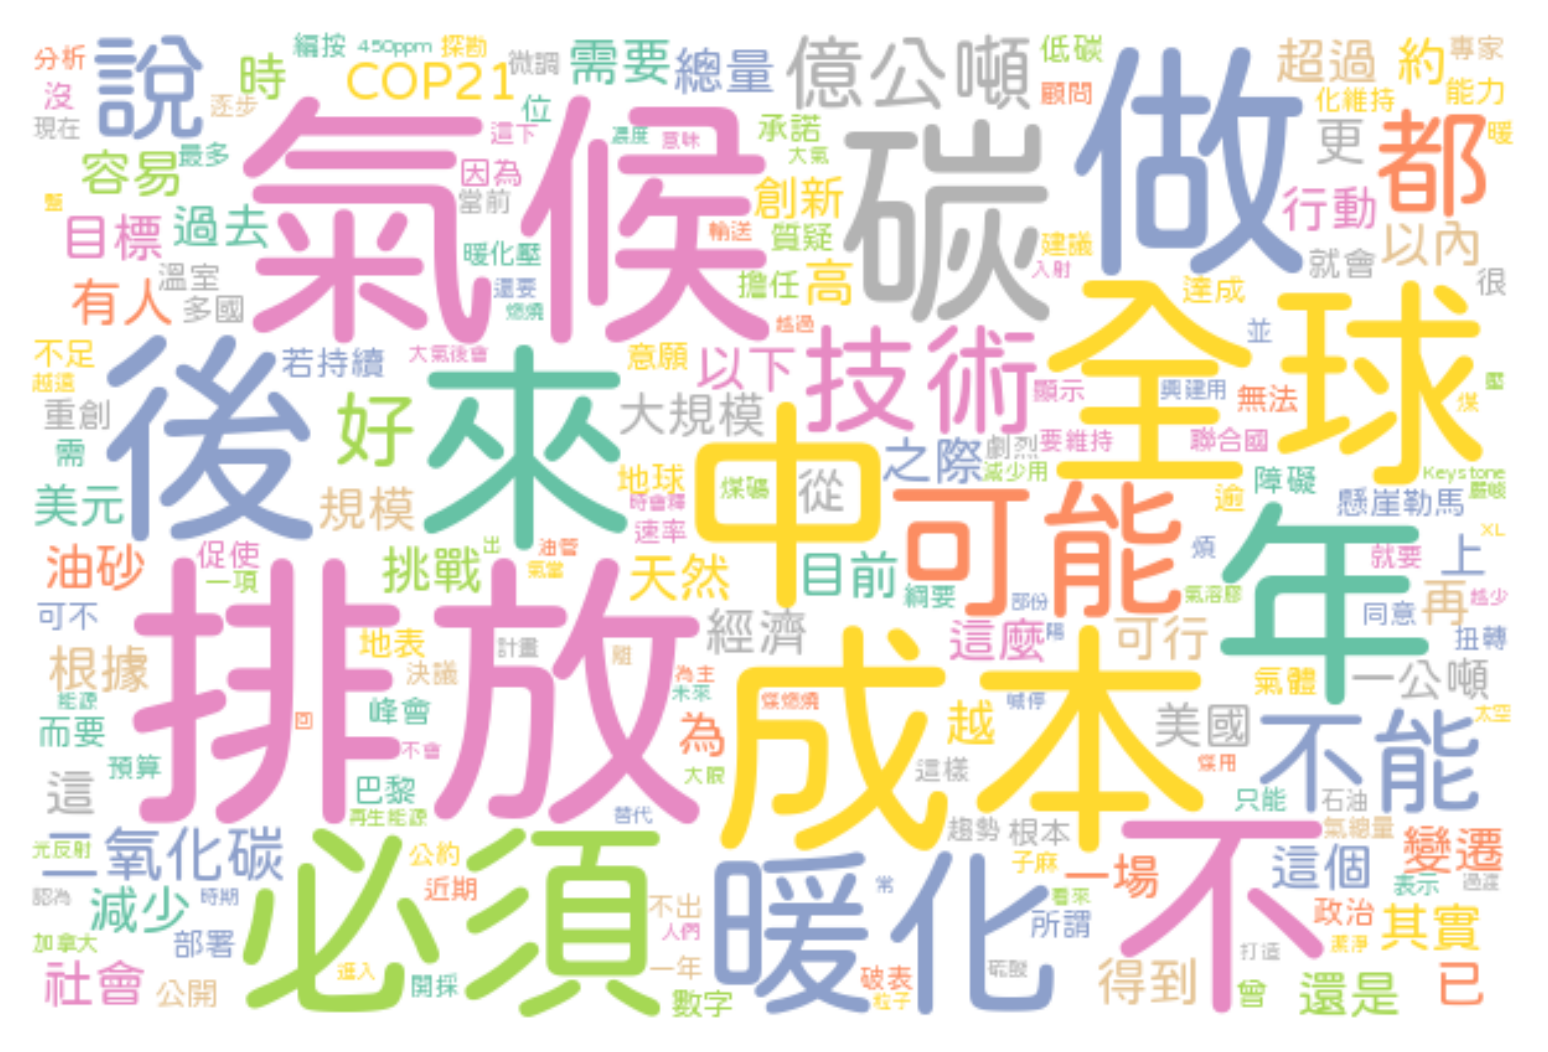 分析
說
時
編按
450ppm
探勘
COP21
微調
需要
總量
億公噸
低碳
做
超過
約
專家
沒
逐步
位
顧問
化維持
能力
現在
氣候
這下
濃度
意味
承諾
碳
更
都
暖
容易
最多
因為
大氣
目標
過去
當前
創新
行動
輸送
質疑
建議
以內
暖化壓
溫室
擔任
高
入射
就會
很
有人
多國
還要
達成
燃燒
越過
全球
不足
後
若持續
大氣後會
意願
以下
技術
並
越遠
來
顯示
興建用
無法
煤
重創
好
大規模
中
之際
劇烈
要維持
聯合國
需
地球
煤礦
從
減少用
障礙
Keystone
嚴峻
美元
規模
時會釋
可能
逾
懸崖勒馬
速率
年
XL
油砂
促使
挑戰
出
油管
天然
目前
煩
就要
上
一項
氣當
綱要
氣溶膠
再
越少
可不
排放
部份
同意
經濟
這麼
陽
可行
扭轉
地表
計畫
成本
根據
決議
為主
氣體
一公噸
能源
未來
煤燃燒
喊停
而要
回
峰會
為
越
美國
不能
太空
不會
預算
大眾
這樣
煤用
這
巴黎
只能
石油
再生能源
替代
二氧化碳
必須
趨勢
根本
不
氣總量
變遷
光反射
公約
暖化
子麻
一場
這個
認為
減少
時期
近期
常
看來
表示
過渡
不出
所謂
政治
其實
加拿大
部署
人們
打造
潔淨
社會
公開
進入
開採
一年
破表
硫酸
得到
已
數字
粒子
曾
還是